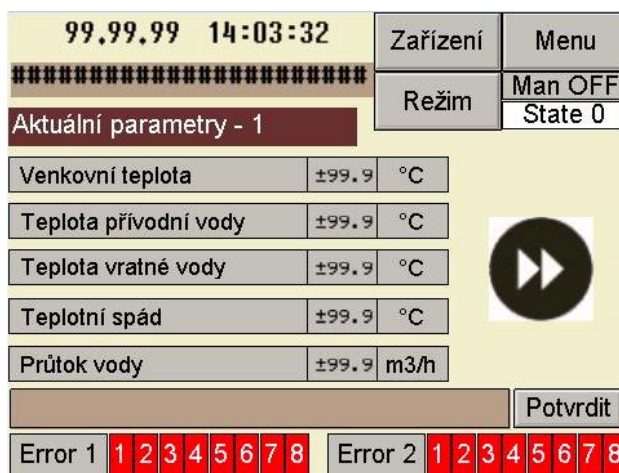 99.99.99 14:03:32
Zařízení
Menu
########################
Režim
Man OFF
State 0
Aktuální parametry - 1
Venkovní teplota ±99.9 °C
Teplota přívodní vody ±99.9 °C
Teplota vratné vody ±99.9 °C
Teplotní spád ±99.9 °C
Průtok vody ±99.9 m3/h
Potvrdit
Error 1 1 2 3 4 5 6 7 8 Error 2 1 2 3 4 5 6 7 8